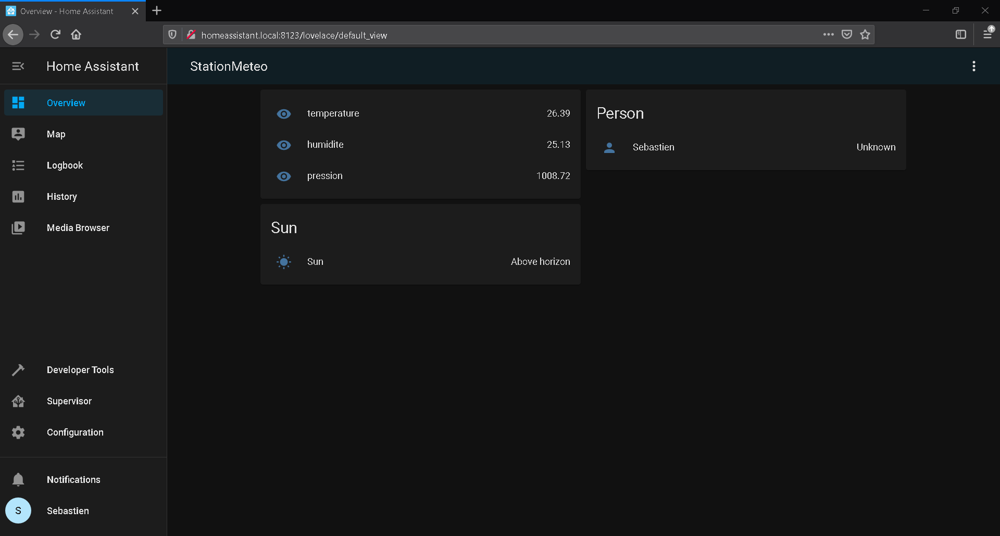 Overview - Home Assistant
homeassistant.local:8123/lovelace/default_view
Home Assistant
StationMeteo
Overview
Map
Logbook
History
Media Browser
Developer Tools
Supervisor
Configuration
Notifications
S Sebastien
temperature 26.39
humidite 25.13
pression 1008.72
Sun
Sun Above horizon
Person
Sebastien Unknown